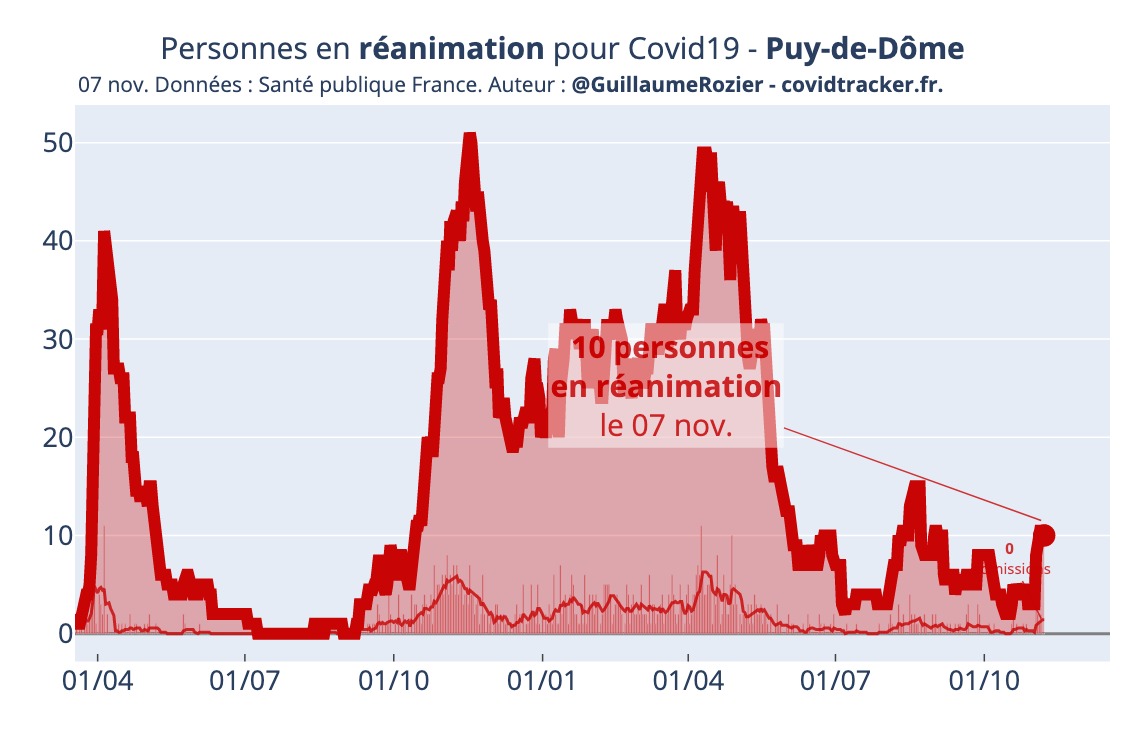 Personnes en réanimation pour Covid19 - Puy-de-Dôme
07 nov. Données : Santé publique France. Auteur : @GuillaumeRozier - covidtracker.fr.
50
40
30
20
10
0
10 personnes
en réanimation
le 07 nov.
0
admissions
01/04
01/07
01/10
01/01
01/04
01/07
01/10